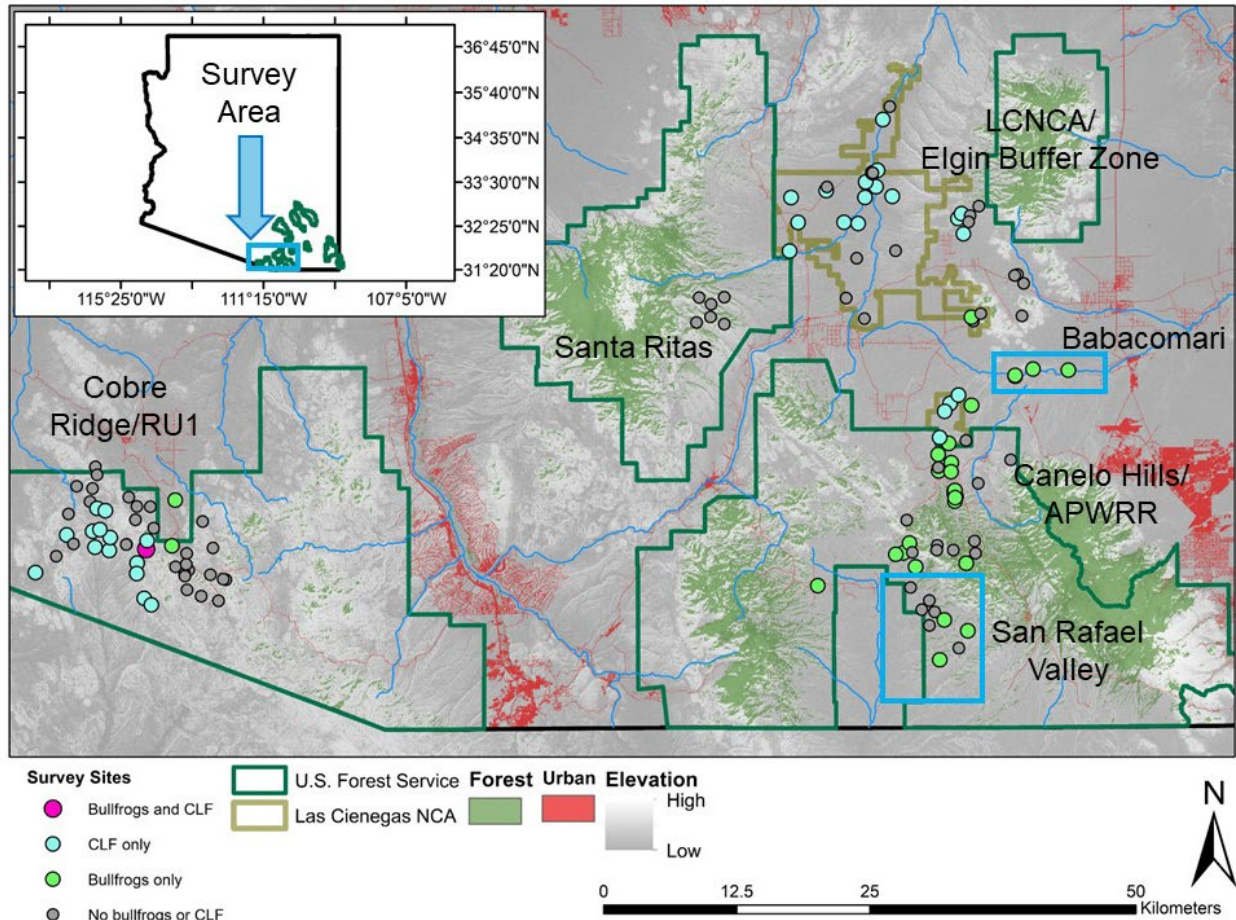 Survey
Area
36°45'0"N
35°40'0"N
34°35'0"N
33°30'0"N
32°25'0"N
31°20'0"N
115°25'0"W
111°15'0"W
107°5'0"W
LCNCA/
Elgin Buffer Zone
Santa Ritas
Babacomari
Cobre
Ridge/RU1
Canelo Hills/
APWRR
San Rafael
Valley
Survey Sites
Bullfrogs and CLF
CLF only
Bullfrogs only
No bullfrogs or CLF
U.S. Forest Service
Las Cienegas NCA
Forest
Urban
Elevation
High
Low
N
0 12.5 25 50
Kilometers